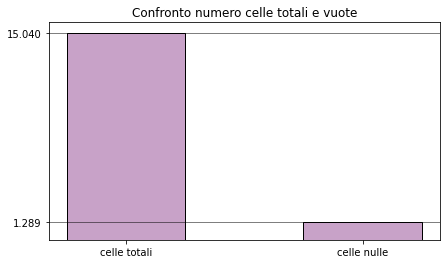 Confronto numero celle totali e vuote
15.040
1.289
celle totali
celle nulle